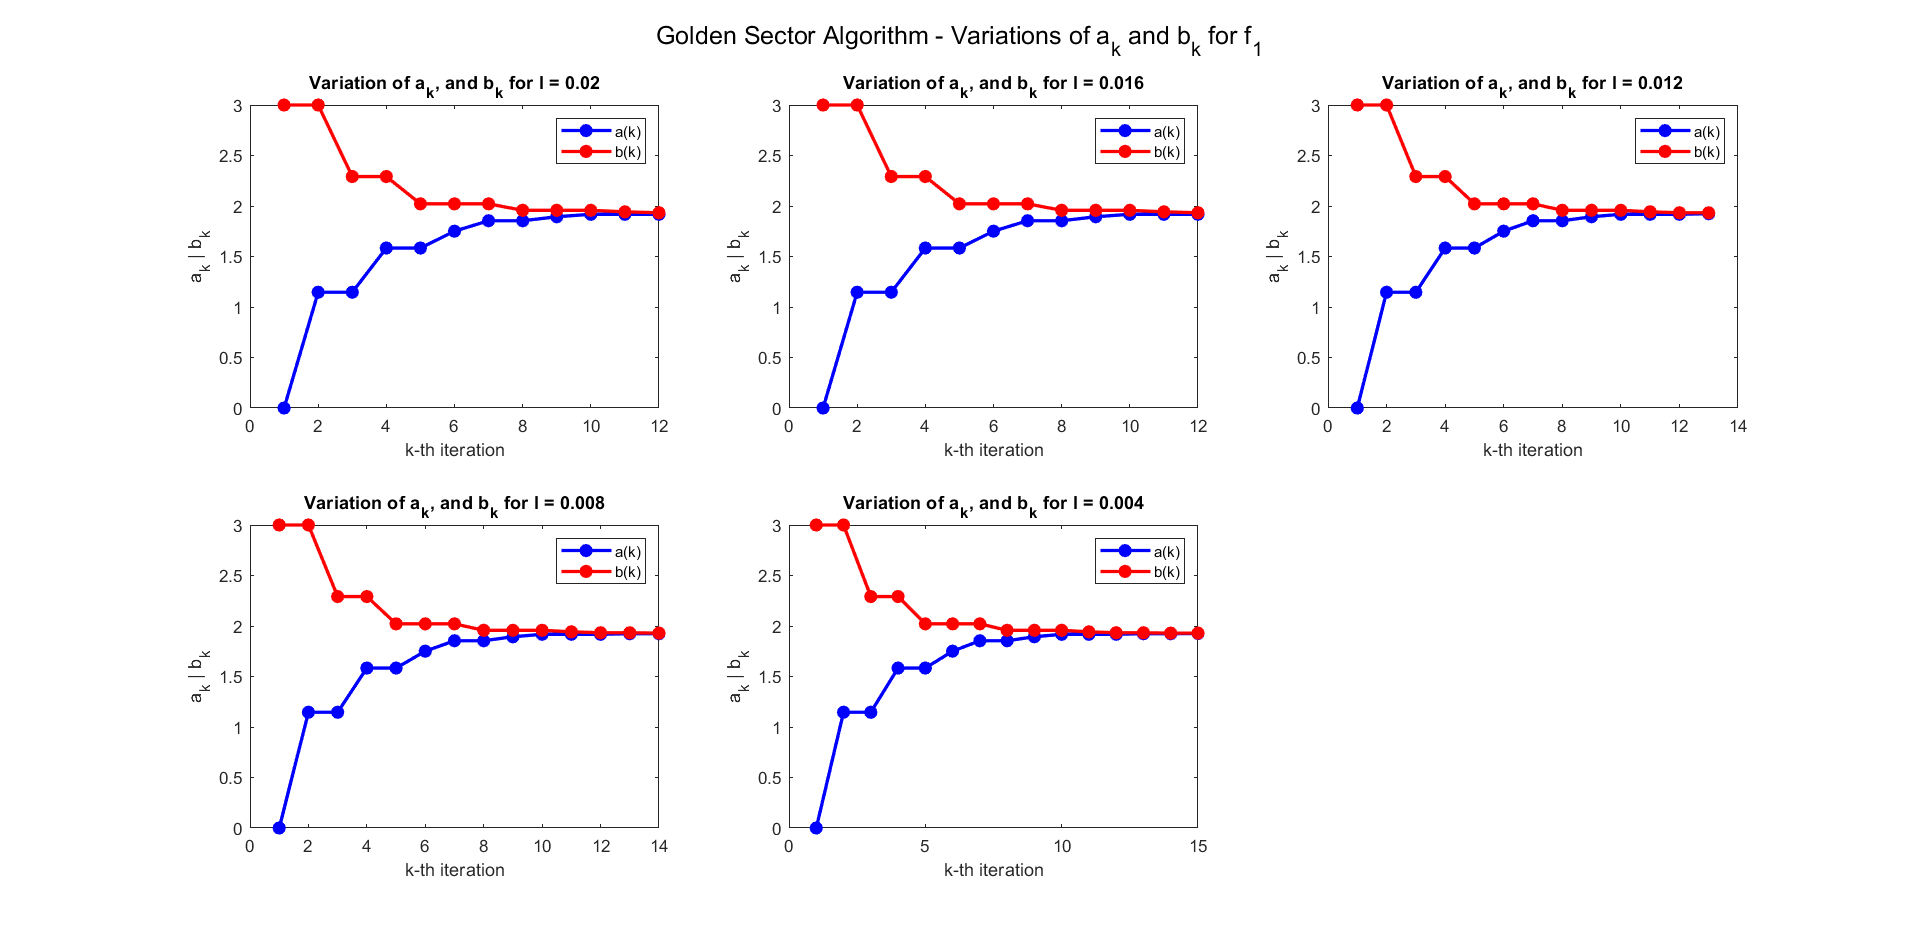 Golden Sector Algorithm - Variations of a_k and b_k for f_1
Variation of a_k, and b_k for l = 0.02
3
2.5
2
1.5
1
0.5
0
a_k | b_k
a(k)
b(k)
0 2 4 6 8 10 12
k-th iteration
Variation of a_k, and b_k for l = 0.016
3
2.5
2
1.5
1
0.5
0
a_k | b_k
a(k)
b(k)
0 2 4 6 8 10 12
k-th iteration
Variation of a_k, and b_k for l = 0.012
3
2.5
2
1.5
1
0.5
0
a_k | b_k
a(k)
b(k)
0 2 4 6 8 10 12 14
k-th iteration
Variation of a_k, and b_k for l = 0.008
3
2.5
2
1.5
1
0.5
0
a_k | b_k
a(k)
b(k)
0 2 4 6 8 10 12 14
k-th iteration
Variation of a_k, and b_k for l = 0.004
3
2.5
2
1.5
1
0.5
0
a_k | b_k
a(k)
b(k)
0 5 10 15
k-th iteration